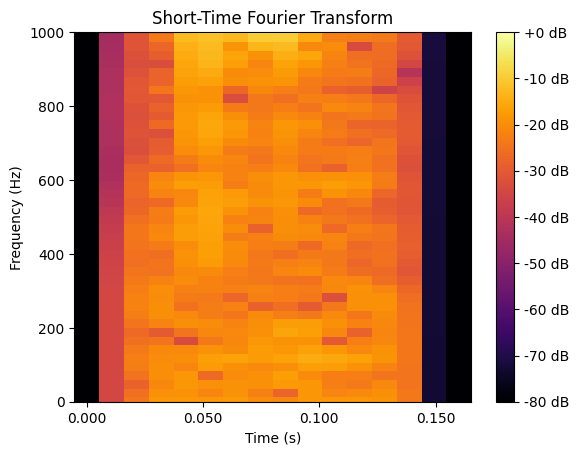 Short-Time Fourier Transform
1000
800
600
400
200
0
Frequency (Hz)
0.000
0.050
0.100
0.150
Time (s)
+0 dB
-10 dB
-20 dB
-30 dB
-40 dB
-50 dB
-60 dB
-70 dB
-80 dB